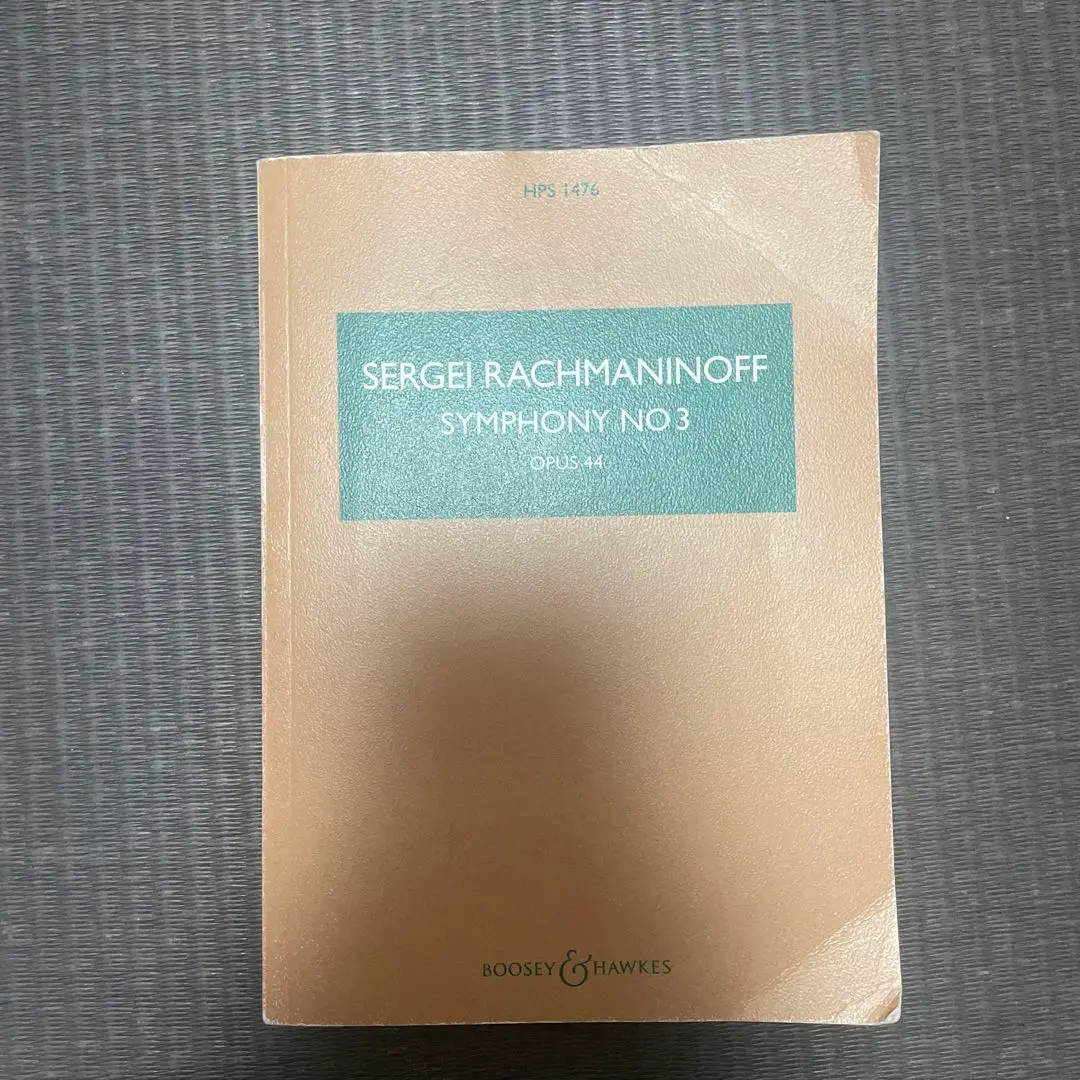 HPS 1476
SERGEI RACHMANINOFF
SYMPHONY NO 3
OPUS 44
BOOSEY & HAWKES